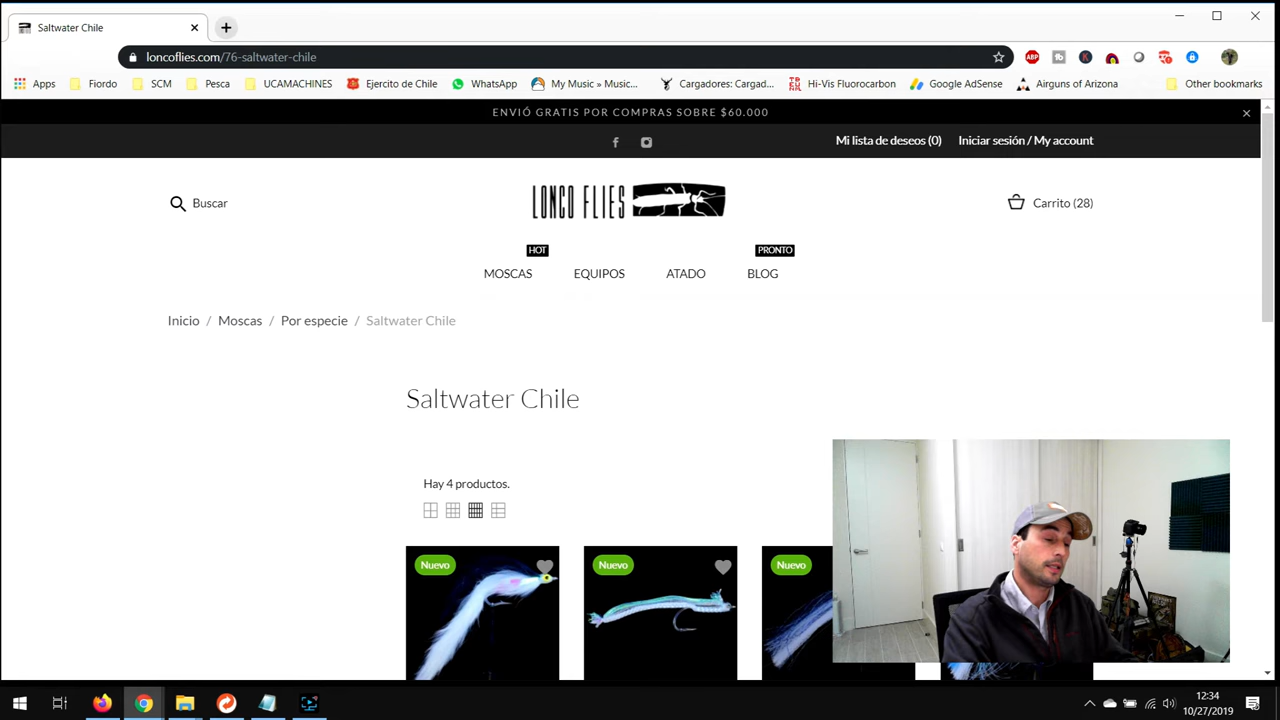 Saltwater Chile
loncoflies.com/76-saltwater-chile
Apps Fiordo SCM Pesca UCAMACHINES Ejercito de Chile WhatsApp My Music » Music... Cargadores: Cargad... Hi-Vis Fluorocarbon Google AdSense Airguns of Arizona Other bookmarks
ENVIÓ GRATIS POR COMPRAS SOBRE $60.000
Mi lista de deseos (0) Iniciar sesión / My account
Buscar LONCO FLIES Carrito (28)
HOT PRONTO
MOSCAS EQUIPOS ATADO BLOG
Inicio / Moscas / Por especie / Saltwater Chile
Saltwater Chile
Hay 4 productos.
Nuevo Nuevo Nuevo
12:34
10/27/2019